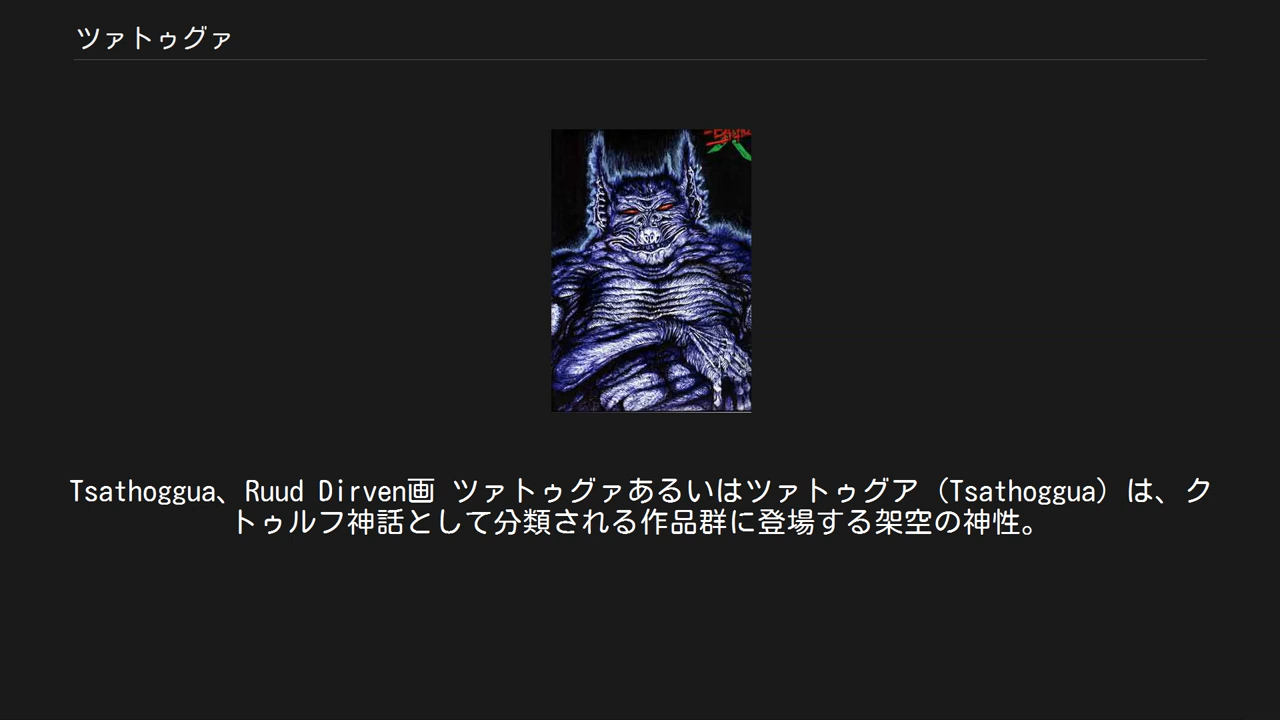 ツァトゥグァ
Tsathoggua、Ruud Dirven画 ツァトゥグァあるいはツァトゥグア（Tsathoggua）は、ク
トゥルフ神話として分類される作品群に登場する架空の神性。